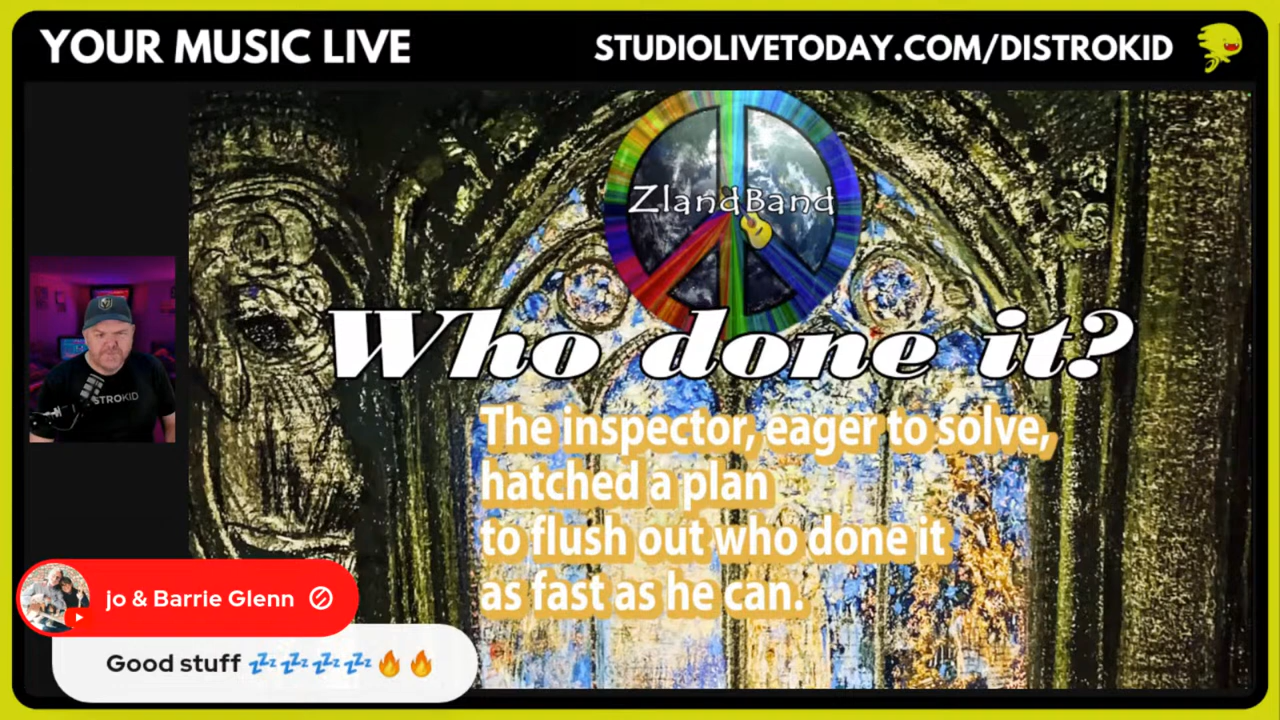 YOUR MUSIC LIVE
STUDIOLIVETODAY.COM/DISTROKID
ZlandBand
Who done it?
The inspector, eager to solve,
hatched a plan
to flush out who done it
as fast as he can.
STROKID
jo & Barrie Glenn
Good stuff 💤💤💤💤🔥🔥